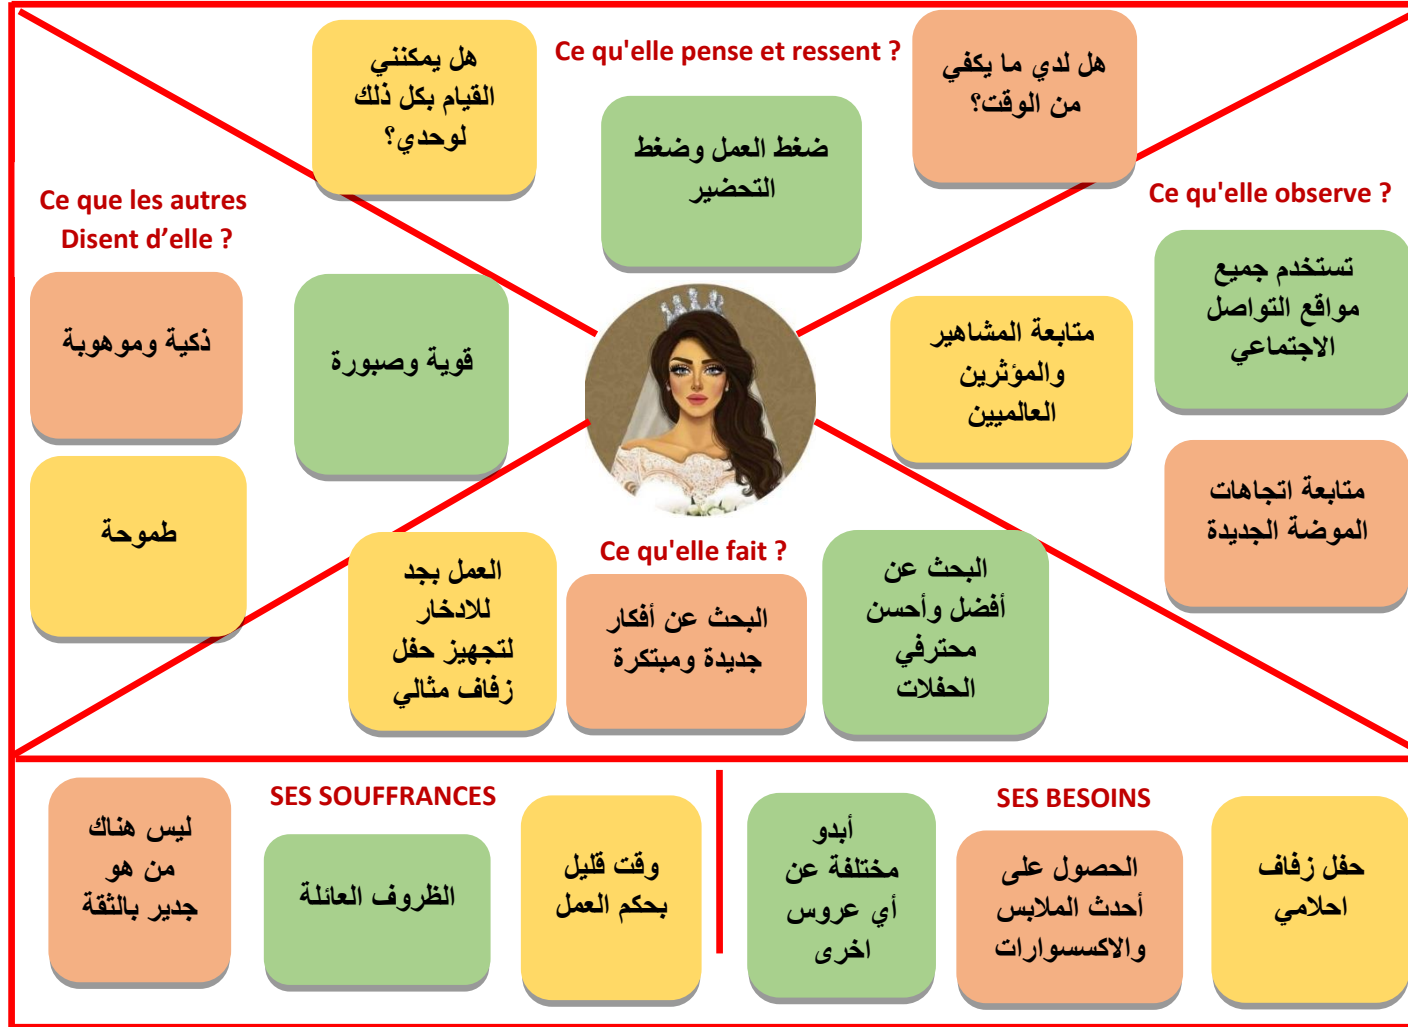 Ce qu'elle pense et ressent ?
هل يمكنني
القيام بكل ذلك
لوحدي؟
ضغط العمل وضغط
التحضير
هل لدي ما يكفي
من الوقت؟
Ce que les autres
Disent d’elle ?
ذكية وموهوبة
قوية وصبورة
طموحة
Ce qu'elle observe ?
تستخدم جميع
مواقع التواصل
الاجتماعي
متابعة المشاهير
والمؤثرين
العالميين
متابعة اتجاهات
الموضة الجديدة
Ce qu'elle fait ?
العمل بجد
للادخار
لتجهيز حفل
زفاف مثالي
البحث عن أفكار
جديدة ومبتكرة
البحث عن
أفضل وأحسن
محترفي
الحفلات
SES SOUFFRANCES
ليس هناك
من هو
جدير بالثقة
الظروف العائلة
وقت قليل
بحكم العمل
SES BESOINS
أبدو
مختلفة عن
أي عروس
اخرى
الحصول على
أحدث الملابس
والاكسسوارات
حفل زفاف
احلامي